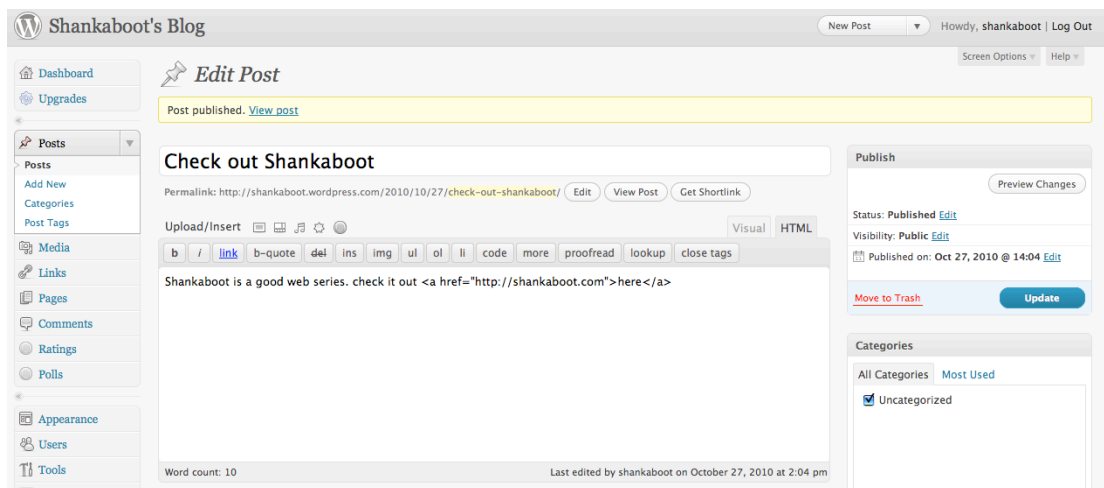 Shankaboot's Blog
New Post
Howdy, shankaboot | Log Out
Screen Options
Help
Dashboard
Upgrades
Posts
Posts
Add New
Categories
Post Tags
Media
Links
Pages
Comments
Ratings
Polls
Appearance
Users
Tools
Edit Post
Post published. View post
Check out Shankaboot
Permalink: http://shankaboot.wordpress.com/2010/10/27/check-out-shankaboot/ Edit View Post Get Shortlink
Upload/Insert
Visual HTML
b i link b-quote del ins img ul ol li code more proofread lookup close tags
Shankaboot is a good web series. check it out <a href="http://shankaboot.com">here</a>
Word count: 10
Last edited by shankaboot on October 27, 2010 at 2:04 pm
Publish
Preview Changes
Status: Published Edit
Visibility: Public Edit
Published on: Oct 27, 2010 @ 14:04 Edit
Move to Trash
Update
Categories
All Categories Most Used
Uncategorized